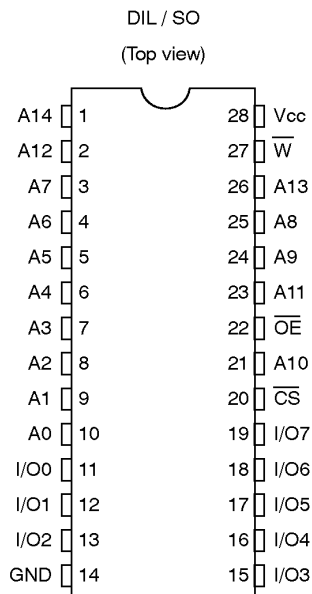 DIL / SO
(Top view)
A14 1 28 Vcc
A12 2 27 W̅
A7 3 26 A13
A6 4 25 A8
A5 5 24 A9
A4 6 23 A11
A3 7 22 O̅E̅
A2 8 21 A10
A1 9 20 C̅S̅
A0 10 19 I/O7
I/O0 11 18 I/O6
I/O1 12 17 I/O5
I/O2 13 16 I/O4
GND 14 15 I/O3